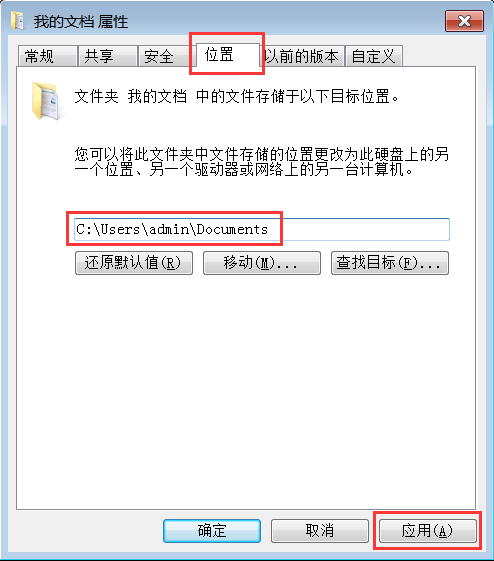 我的文档 属性
常规 共享 安全 位置 以前的版本 自定义
文件夹 我的文档 中的文件存储于以下目标位置。
您可以将此文件夹中文件存储的位置更改为此硬盘上的另
一个位置、另一个驱动器或网络上的另一台计算机。
C:\Users\admin\Documents
还原默认值(R) 移动(M)... 查找目标(F)...
确定 取消 应用(A)